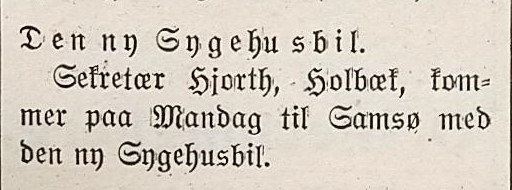 Den ny Sygehusbil.
Sekretær Hjorth, Holbæk, kom-
mer paa Mandag til Samsø med
den ny Sygehusbil.